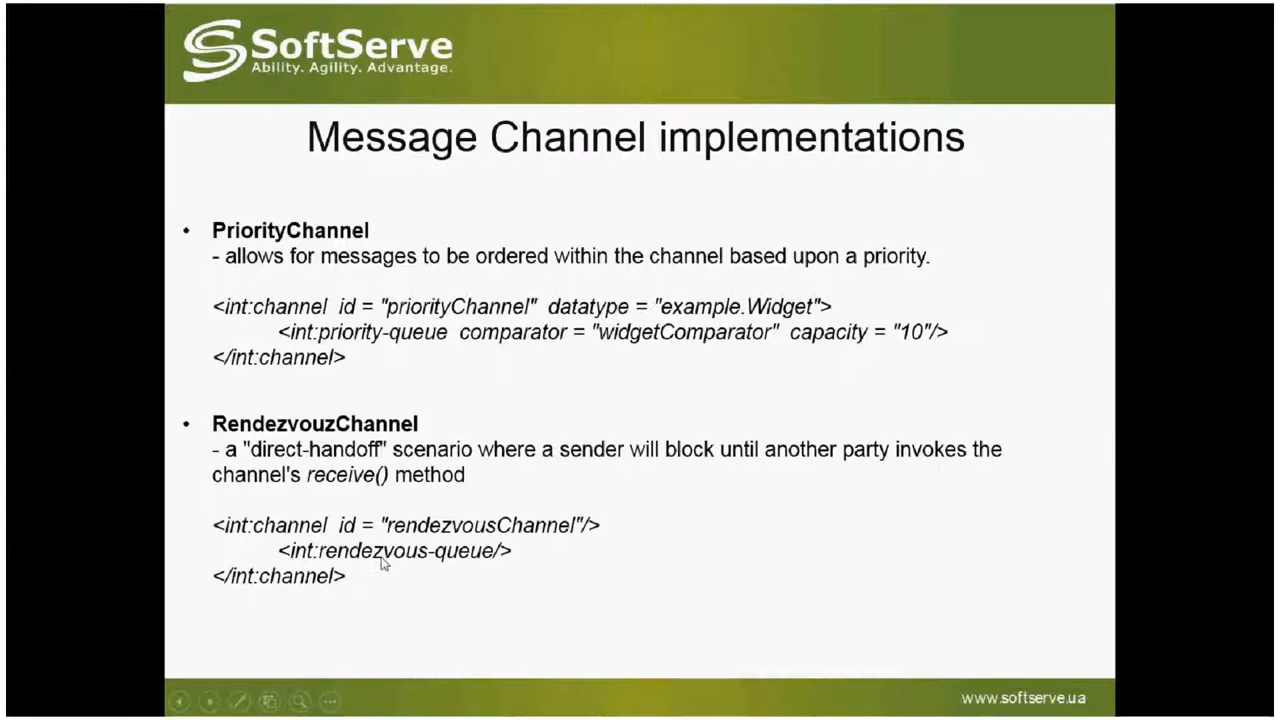 SoftServe
Ability. Agility. Advantage.
Message Channel implementations
• PriorityChannel
- allows for messages to be ordered within the channel based upon a priority.
<int:channel id = "priorityChannel" datatype = "example.Widget">
<int:priority-queue comparator = "widgetComparator" capacity = "10"/>
</int:channel>
• RendezvouzChannel
- a "direct-handoff" scenario where a sender will block until another party invokes the
channel's receive() method
<int:channel id = "rendezvousChannel"/>
<int:rendezvous-queue/>
</int:channel>
www.softserve.ua